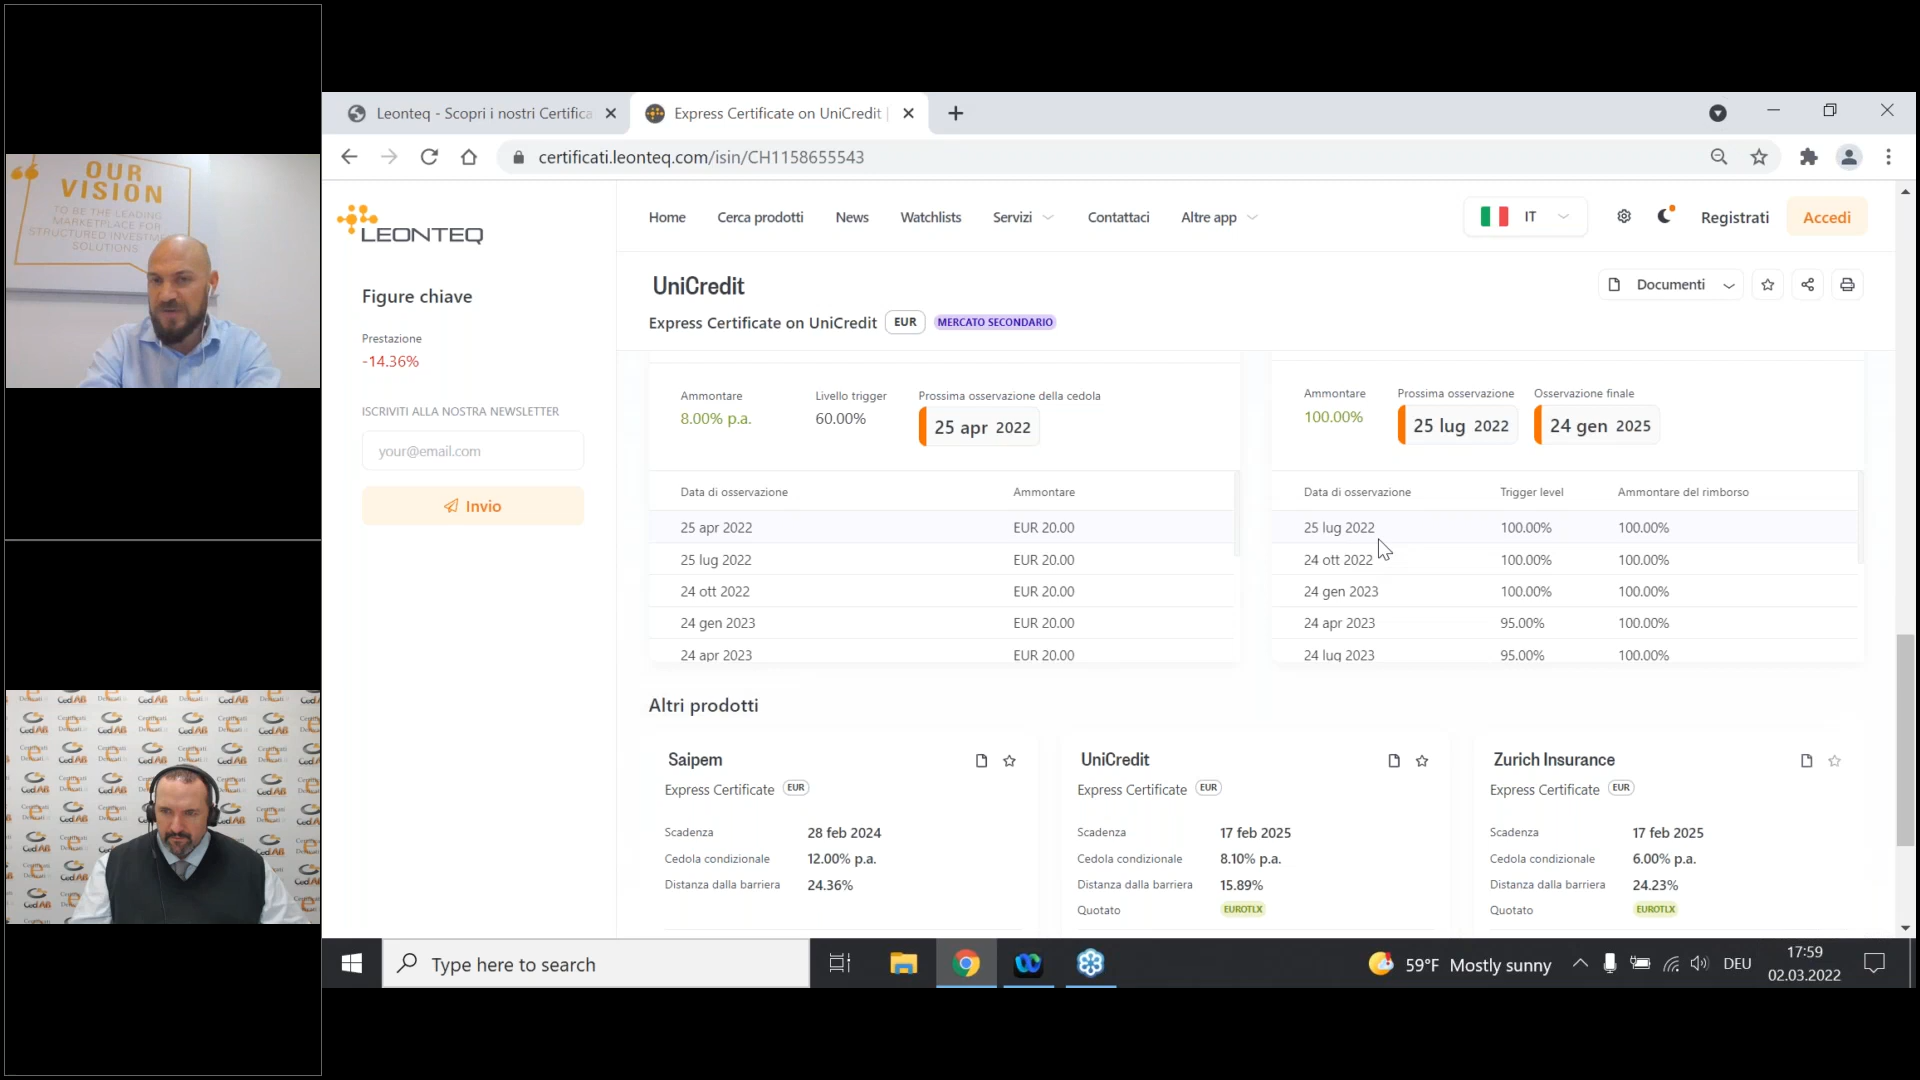 OUR
VISION
TO BE THE LEADING
MARKETPLACE FOR
STRUCTURED INVESTME
SOLUTIONS
Leonteq - Scopri i nostri Certifica
Express Certificate on UniCredit |
certificati.leonteq.com/isin/CH1158655543
LEONTEQ
Home
Cerca prodotti
News
Watchlists
Servizi
Contattaci
Altre app
IT
Registrati
Accedi
Figure chiave
Prestazione
-14.36%
ISCRIVITI ALLA NOSTRA NEWSLETTER
your@email.com
Invio
UniCredit
Documenti
Express Certificate on UniCredit EUR MERCATO SECONDARIO
Ammontare
8.00% p.a.
Livello trigger
60.00%
Prossima osservazione della cedola
25 apr 2022
Data di osservazione Ammontare
25 apr 2022 EUR 20.00
25 lug 2022 EUR 20.00
24 ott 2022 EUR 20.00
24 gen 2023 EUR 20.00
24 apr 2023 EUR 20.00
Ammontare
100.00%
Prossima osservazione
25 lug 2022
Osservazione finale
24 gen 2025
Data di osservazione Trigger level Ammontare del rimborso
25 lug 2022 100.00% 100.00%
24 ott 2022 100.00% 100.00%
24 gen 2023 100.00% 100.00%
24 apr 2023 95.00% 100.00%
24 lug 2023 95.00% 100.00%
Altri prodotti
Saipem
Express Certificate EUR
Scadenza 28 feb 2024
Cedola condizionale 12.00% p.a.
Distanza dalla barriera 24.36%
UniCredit
Express Certificate EUR
Scadenza 17 feb 2025
Cedola condizionale 8.10% p.a.
Distanza dalla barriera 15.89%
Quotato EUROTLX
Zurich Insurance
Express Certificate EUR
Scadenza 17 feb 2025
Cedola condizionale 6.00% p.a.
Distanza dalla barriera 24.23%
Quotato EUROTLX
Type here to search
59°F Mostly sunny
DEU
17:59
02.03.2022